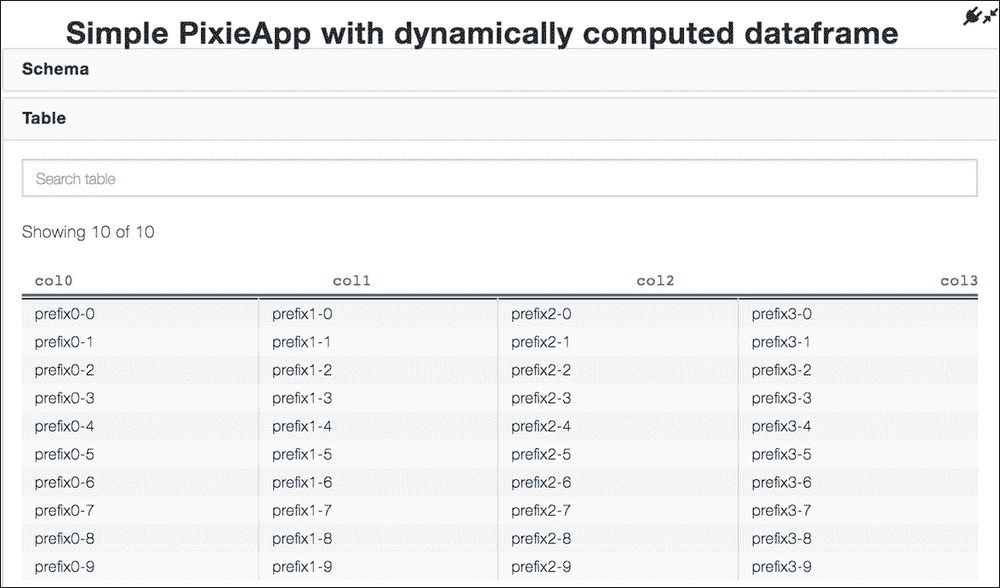 Simple PixieApp with dynamically computed dataframe
Schema
Table
Search table
Showing 10 of 10
col0 col1 col2 col3
prefix0-0 prefix1-0 prefix2-0 prefix3-0
prefix0-1 prefix1-1 prefix2-1 prefix3-1
prefix0-2 prefix1-2 prefix2-2 prefix3-2
prefix0-3 prefix1-3 prefix2-3 prefix3-3
prefix0-4 prefix1-4 prefix2-4 prefix3-4
prefix0-5 prefix1-5 prefix2-5 prefix3-5
prefix0-6 prefix1-6 prefix2-6 prefix3-6
prefix0-7 prefix1-7 prefix2-7 prefix3-7
prefix0-8 prefix1-8 prefix2-8 prefix3-8
prefix0-9 prefix1-9 prefix2-9 prefix3-9